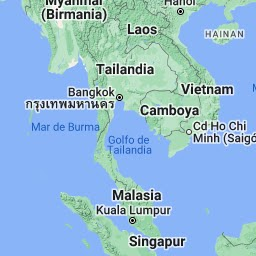 Myanmar
(Birmania)
Hanoi
Laos
HAINAN
Tailandia
Bangkok
กรุงเทพมหานคร
Vietnam
Camboya
Mar de Burma
Golfo de
Tailandia
Cd Ho Chi
Minh (Saigó
Malasia
Kuala Lumpur
Singapur